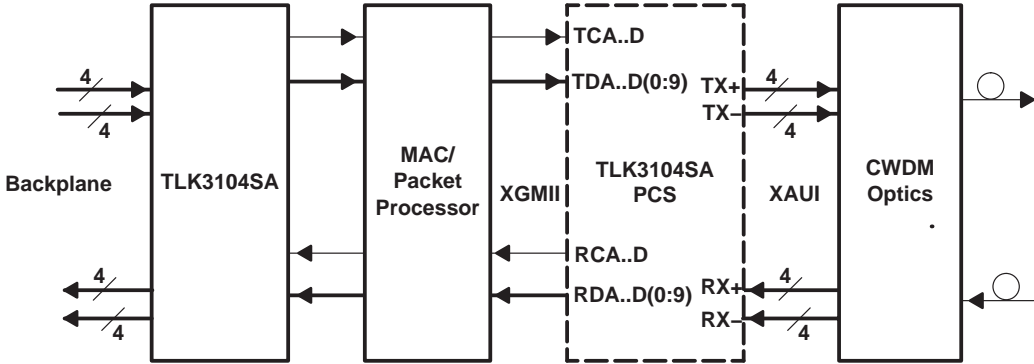 TCA..D
TDA..D(0:9)
4
4
TX+
TX–
4
4
Backplane
TLK3104SA
MAC/
Packet
Processor
XGMII
TLK3104SA
PCS
XAUI
CWDM
Optics
RCA..D
RDA..D(0:9)
4
4
RX+
RX–
4
4